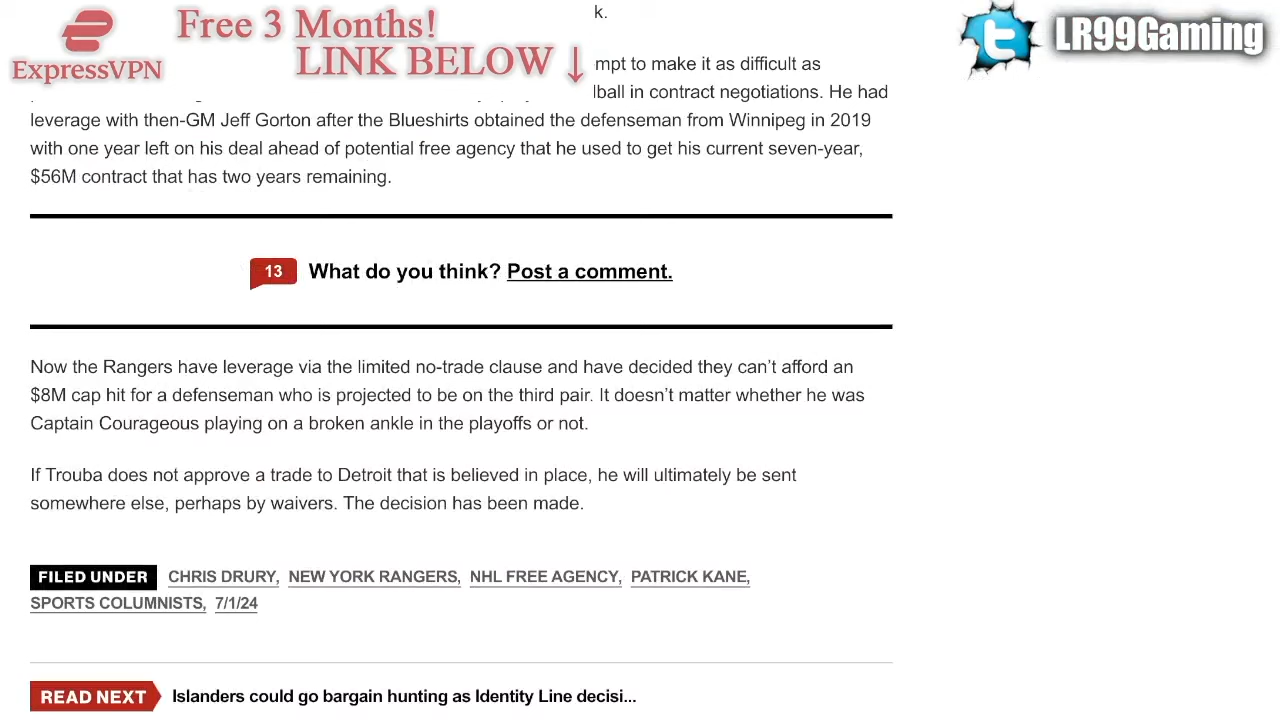 k.
Free 3 Months!
LINK BELOW ↓
ExpressVPN
LR99Gaming
mpt to make it as difficult as
lball in contract negotiations. He had
leverage with then-GM Jeff Gorton after the Blueshirts obtained the defenseman from Winnipeg in 2019
with one year left on his deal ahead of potential free agency that he used to get his current seven-year,
$56M contract that has two years remaining.
13 What do you think? Post a comment.
Now the Rangers have leverage via the limited no-trade clause and have decided they can’t afford an
$8M cap hit for a defenseman who is projected to be on the third pair. It doesn’t matter whether he was
Captain Courageous playing on a broken ankle in the playoffs or not.
If Trouba does not approve a trade to Detroit that is believed in place, he will ultimately be sent
somewhere else, perhaps by waivers. The decision has been made.
FILED UNDER CHRIS DRURY, NEW YORK RANGERS, NHL FREE AGENCY, PATRICK KANE,
SPORTS COLUMNISTS, 7/1/24
READ NEXT Islanders could go bargain hunting as Identity Line decisi...